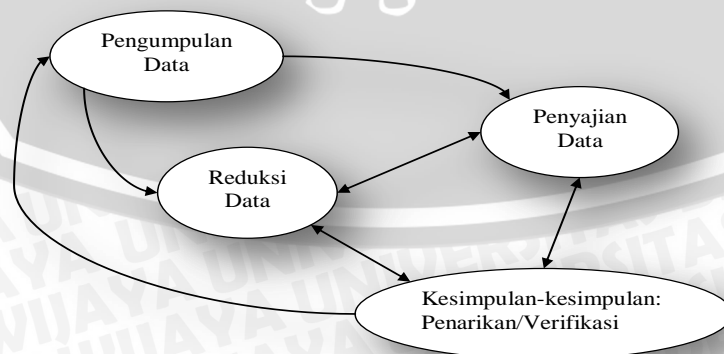 Pengumpulan
Data
Penyajian
Data
Reduksi
Data
Kesimpulan-kesimpulan:
Penarikan/Verifikasi